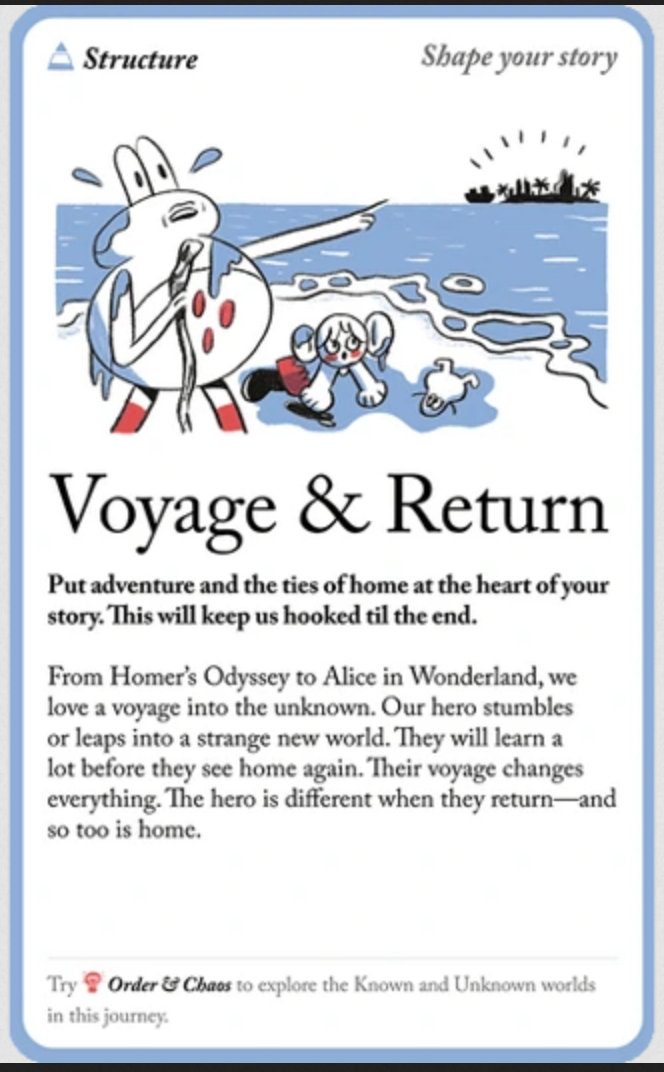 Structure
Shape your story
Voyage & Return
Put adventure and the ties of home at the heart of your
story. This will keep us hooked til the end.
From Homer’s Odyssey to Alice in Wonderland, we
love a voyage into the unknown. Our hero stumbles
or leaps into a strange new world. They will learn a
lot before they see home again. Their voyage changes
everything. The hero is different when they return—and
so too is home.
Try Order & Chaos to explore the Known and Unknown worlds
in this journey.